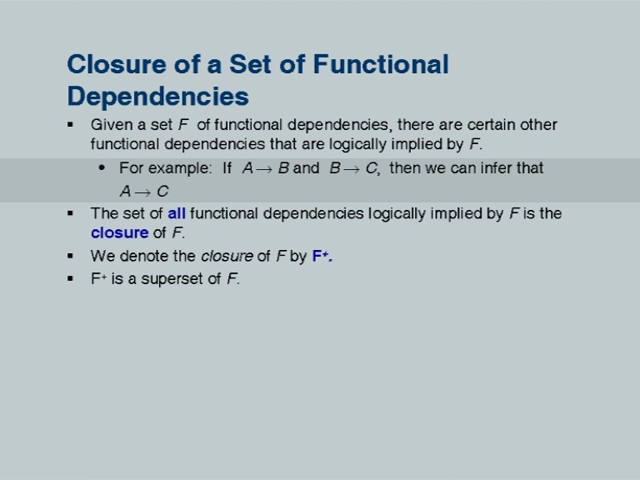 Closure of a Set of Functional
Dependencies
▪ Given a set F of functional dependencies, there are certain other
functional dependencies that are logically implied by F.
• For example: If A → B and B → C, then we can infer that
A → C
▪ The set of all functional dependencies logically implied by F is the
closure of F.
▪ We denote the closure of F by F⁺.
▪ F⁺ is a superset of F.